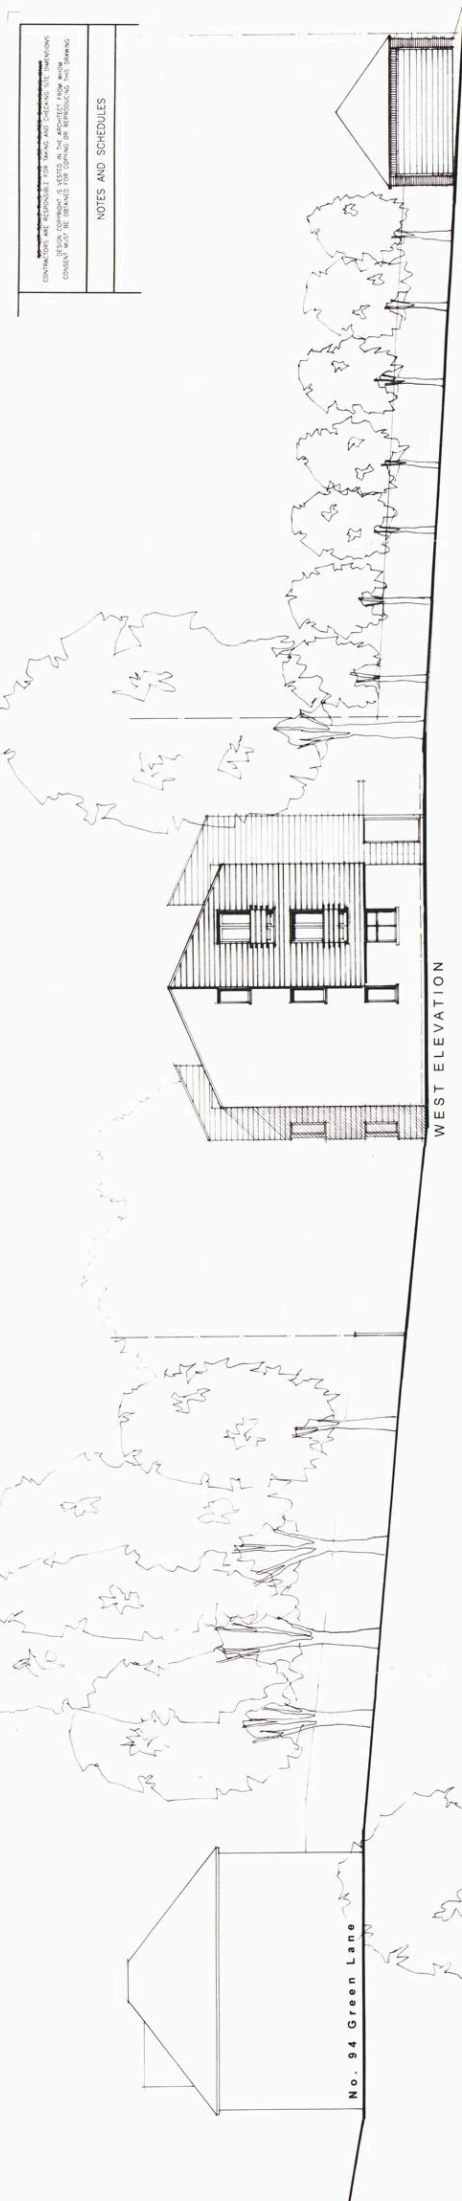 CONTRACTORS ARE RESPONSIBLE FOR TAKING AND CHECKING SITE DIMENSIONS
DESIGN COPYRIGHT IS VESTED IN THE ARCHITECT FROM WHOM
CONSENT MUST BE OBTAINED FOR COPYING OR REPRODUCING THIS DRAWING
NOTES AND SCHEDULES
WEST ELEVATION
No. 94 Green Lane